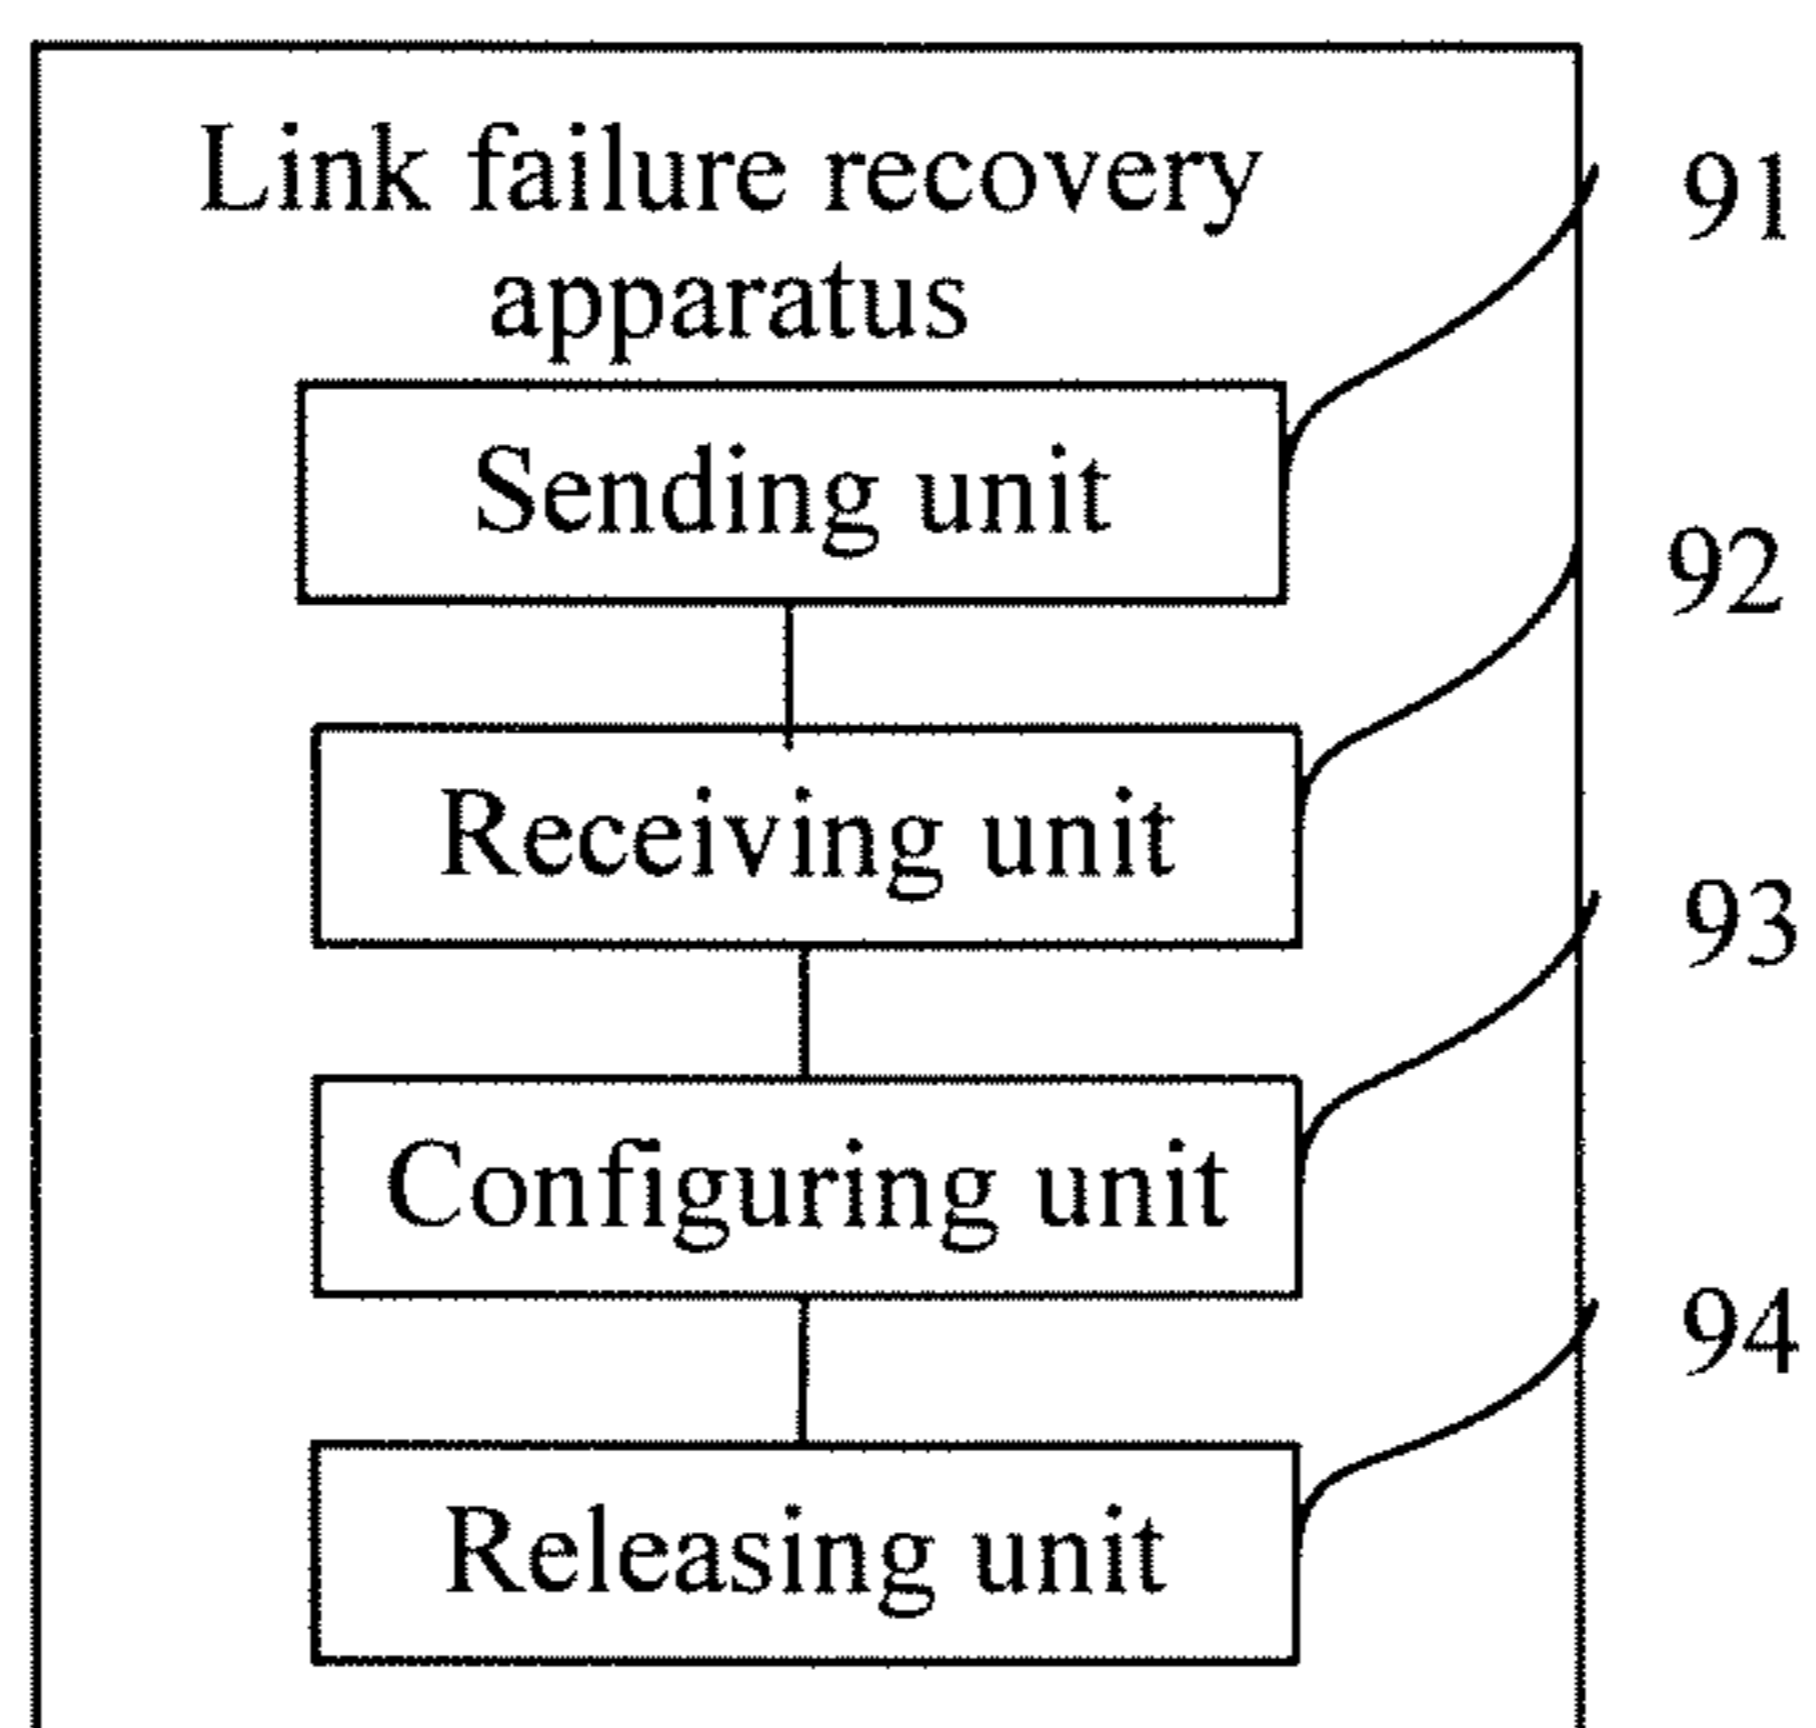 Link failure recovery
apparatus
91
Sending unit
92
Receiving unit
93
Configuring unit
94
Releasing unit